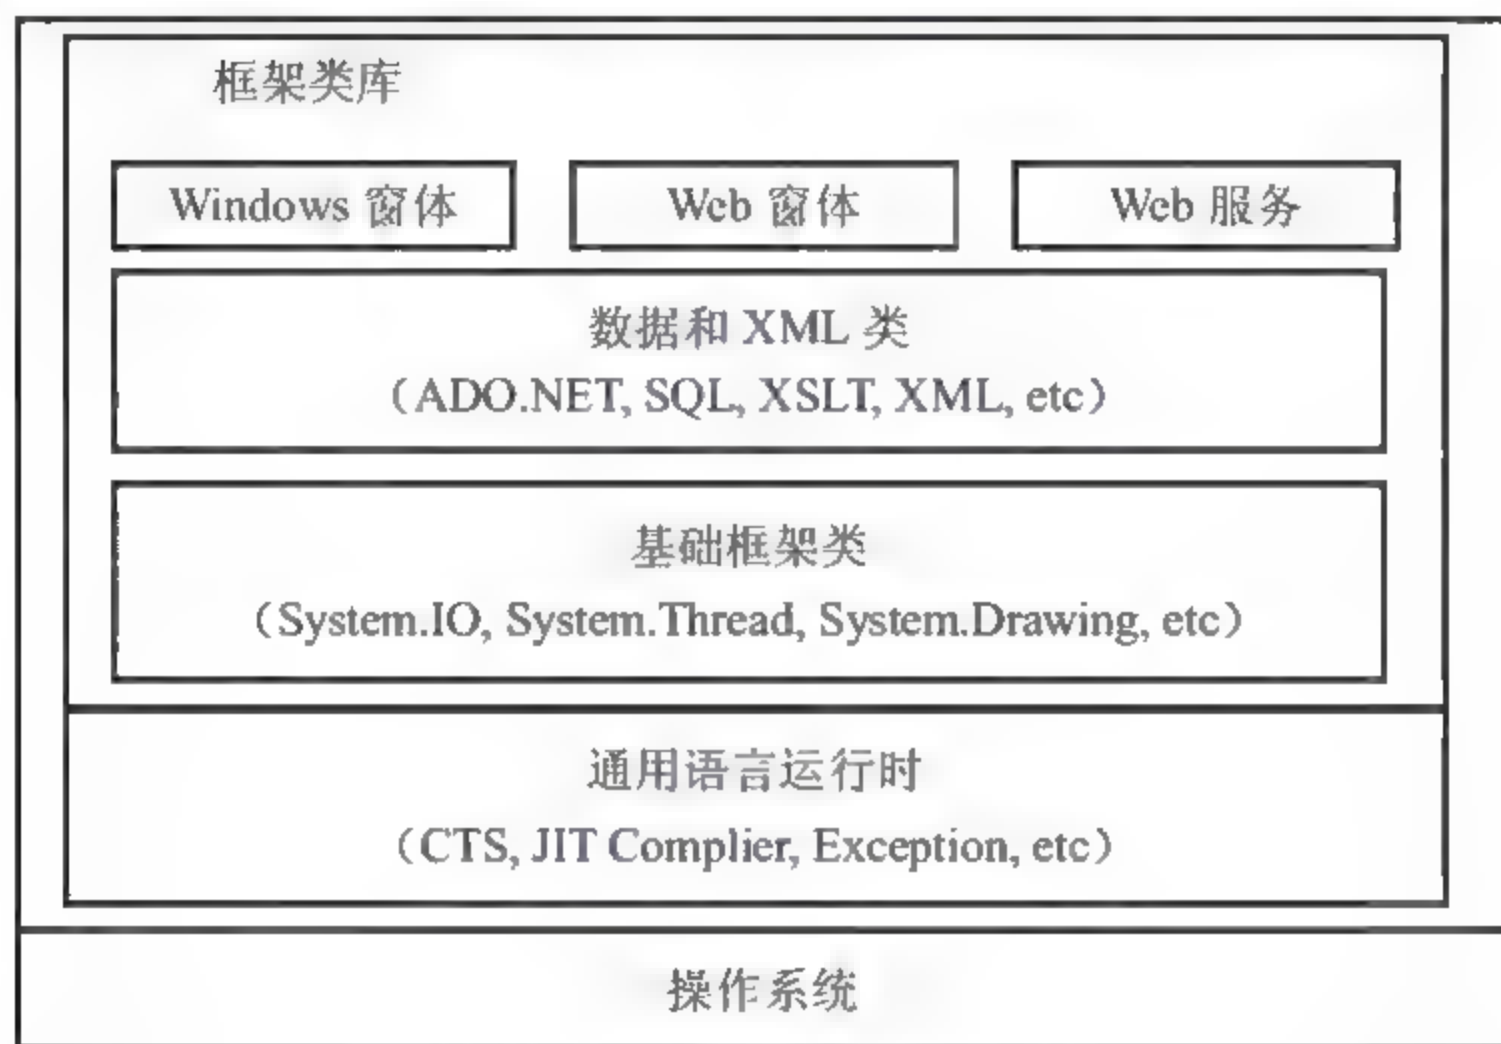 框架类库
Windows 窗体
Web 窗体
Web 服务
数据和 XML 类
（ADO.NET, SQL, XSLT, XML, etc）
基础框架类
（System.IO, System.Thread, System.Drawing, etc）
通用语言运行时
（CTS, JIT Complier, Exception, etc）
操作系统